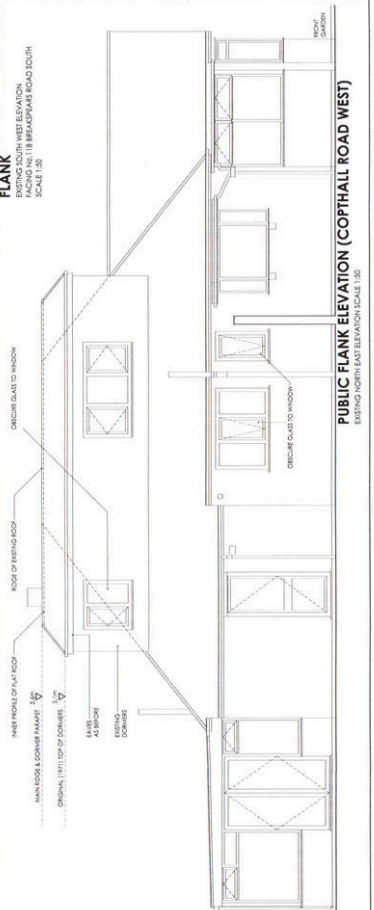 FLANK
EXISTING SOUTH WEST ELEVATION
FACING No.118 BREAKSPEARS ROAD SOUTH
SCALE 1:50
INNER PROFILE OF FLAT ROOF
RIDGE OF EXISTING ROOF
OBSCURE GLASS TO WINDOW
MAIN RIDGE & DORMER PARAPET
ORIGINAL (1971) TOP OF DORMERS
5.1m
EAVES
AS BEFORE
EXISTING
DORMERS
OBSCURE GLASS TO WINDOW
FRONT
GARDEN
PUBLIC FLANK ELEVATION (COPTHALL ROAD WEST)
EXISTING NORTH EAST ELEVATION SCALE 1:50